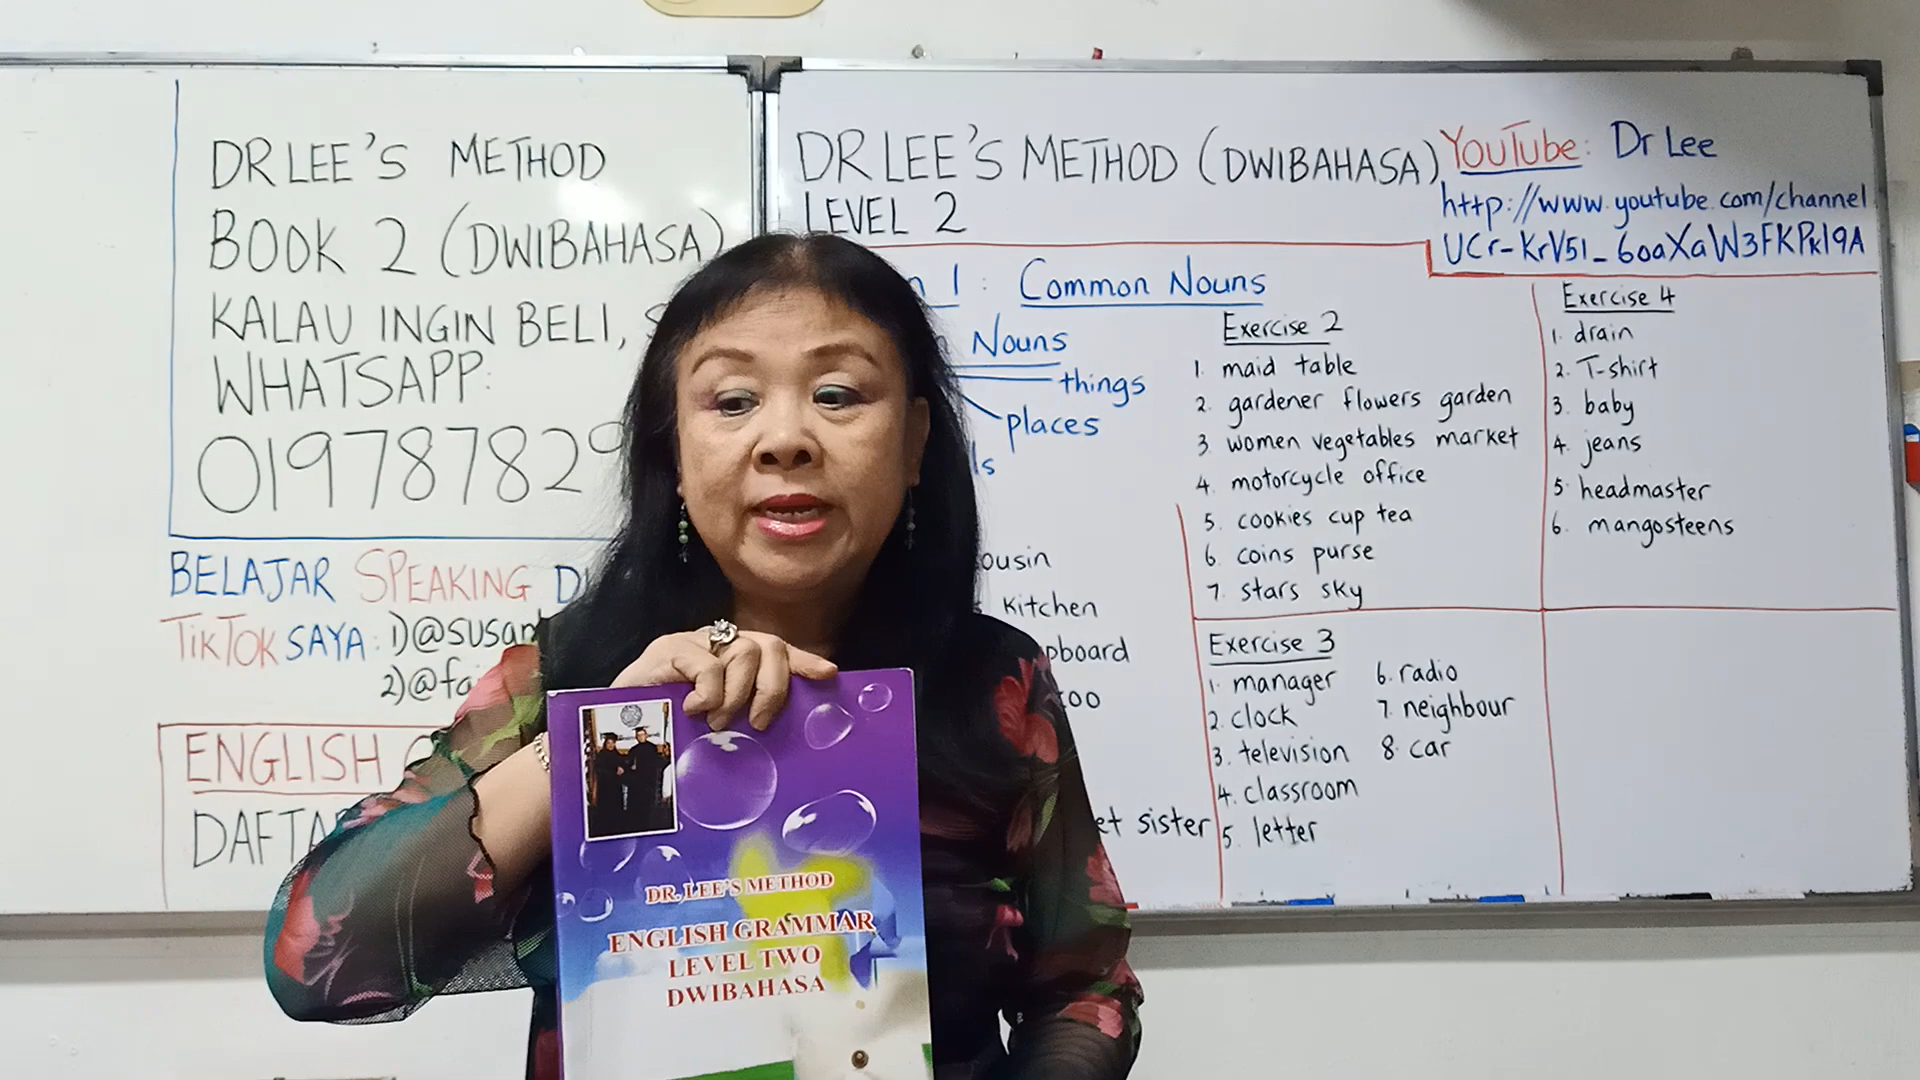 DR LEE'S METHOD
BOOK 2 (DWIBAHASA)
KALAU INGIN BELI,
WHATSAPP:
019787829
BELAJAR SPEAKING
TIKTOK SAYA: 1)@susan
2)@fa
ENGLISH
DAFTA
DR LEE'S METHOD (DWIBAHASA)
LEVEL 2
YouTube: Dr Lee
http://www.youtube.com/channel
UCr-KrV51_6oaXaW3FKPk19A
1: Common Nouns
Nouns
things
places
ls
ousin
kitchen
pboard
too
et sister
Exercise 2
1. maid table
2. gardener flowers garden
3. women vegetables market
4. motorcycle office
5. cookies cup tea
6. coins purse
7. stars sky
Exercise 3
1. manager
2. clock
3. television
4. classroom
5. letter
6. radio
7. neighbour
8. car
Exercise 4
1. drain
2. T-shirt
3. baby
4. jeans
5. headmaster
6. mangosteens
DR. LEE'S METHOD
ENGLISH GRAMMAR
LEVEL TWO
DWIBAHASA